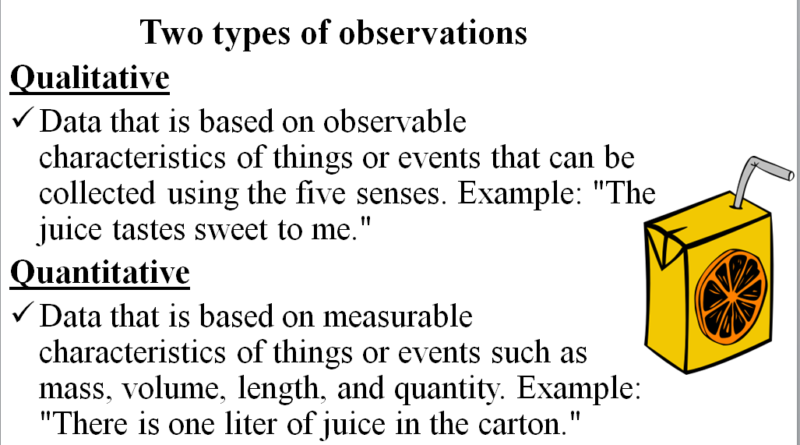 Two types of observations
Qualitative
✓ Data that is based on observable
characteristics of things or events that can be
collected using the five senses. Example: "The
juice tastes sweet to me."
Quantitative
✓ Data that is based on measurable
characteristics of things or events such as
mass, volume, length, and quantity. Example:
"There is one liter of juice in the carton."